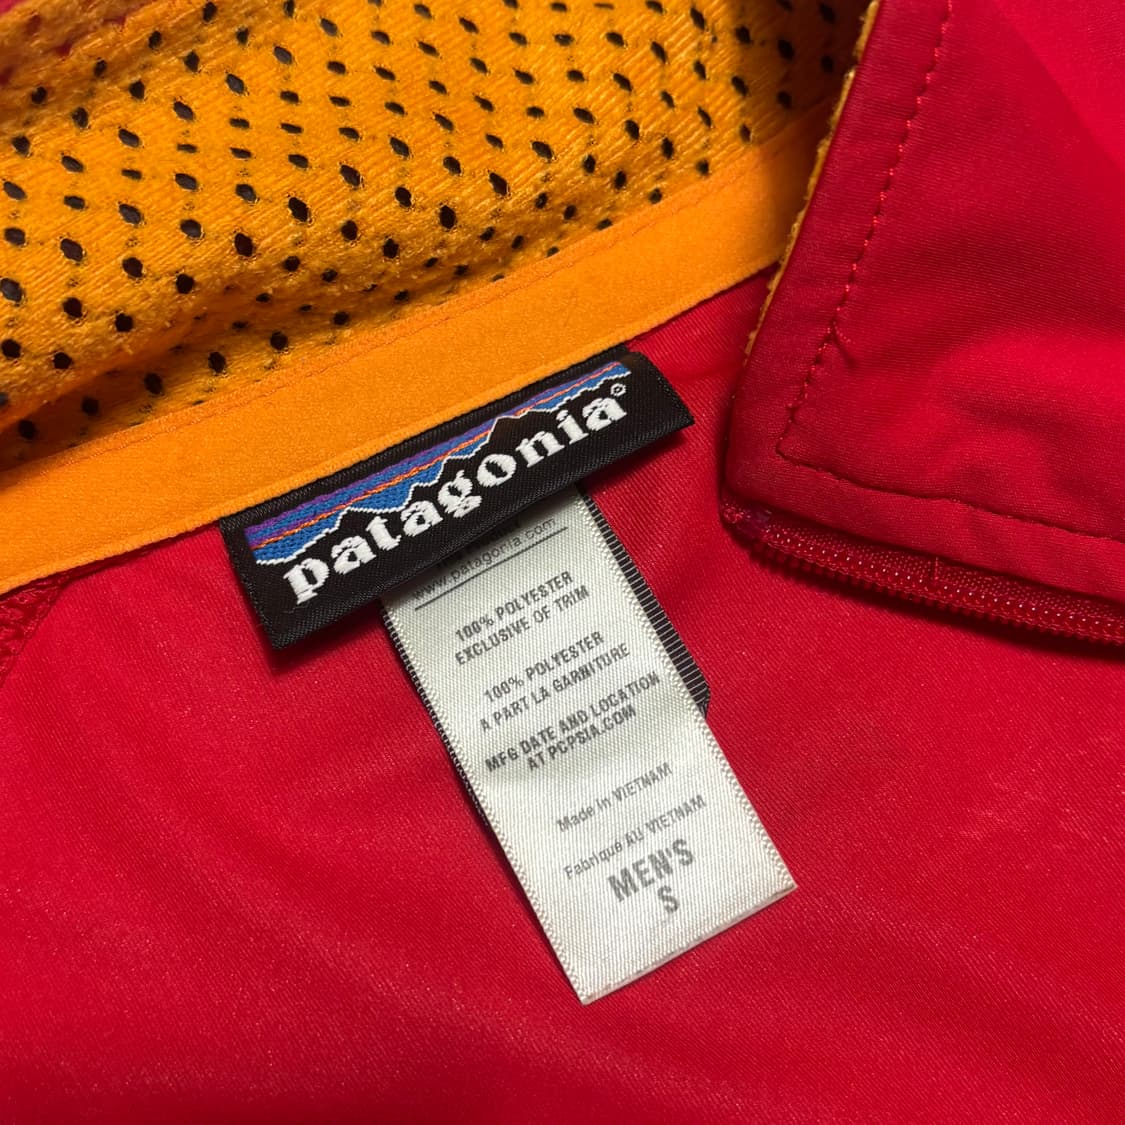 patagonia®
www.patagonia.com
100% POLYESTER
EXCLUSIVE OF TRIM
100% POLYESTER
A PART LA GARNITURE
MFG DATE AND LOCATION
AT PCPSIA.COM
Made in VIETNAM
Fabriqué AU VIETNAM
MEN'S
S